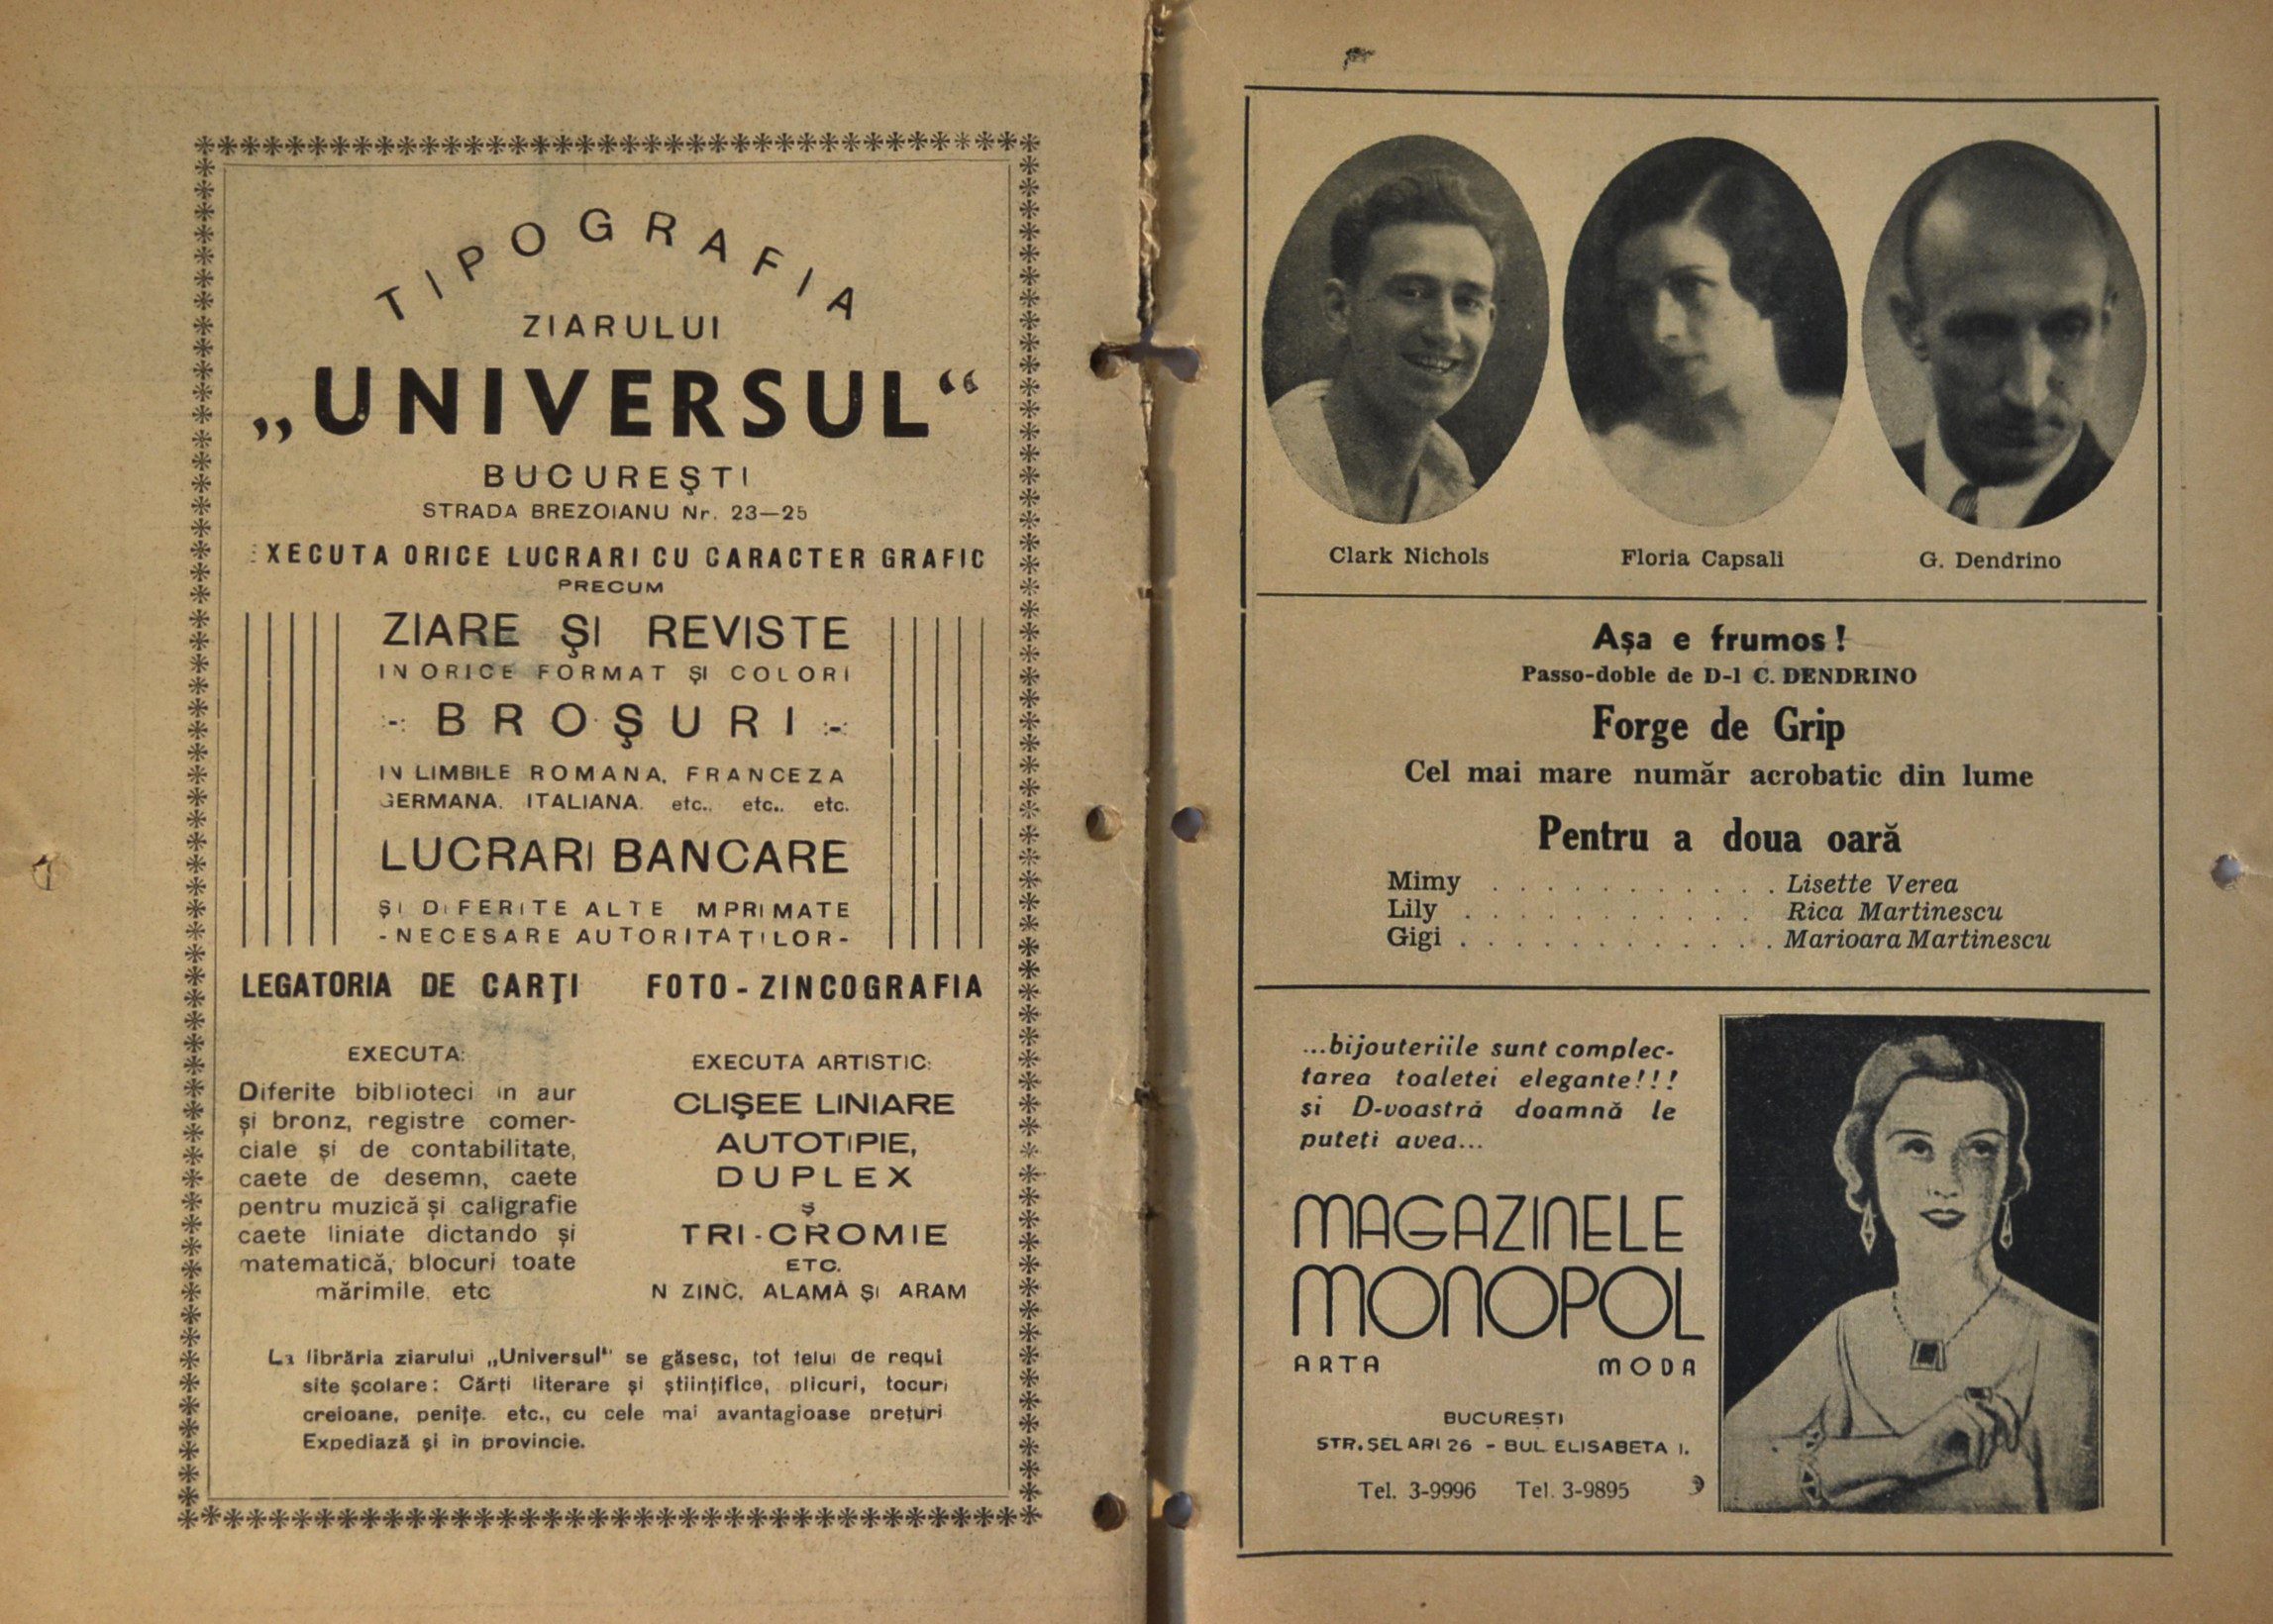 TIPOGRAFIA
ZIARULUI
„UNIVERSUL“
BUCUREŞTI
STRADA BREZOIANU Nr. 23—25
EXECUTA ORICE LUCRARI CU CARACTER GRAFIC
PRECUM
ZIARE ŞI REVISTE
IN ORICE FORMAT ŞI COLORI
:-: BROŞURI :-:
IN LIMBILE ROMANA, FRANCEZA
GERMANA, ITALIANA. etc., etc., etc.
LUCRARI BANCARE
ŞI DIFERITE ALTE MPRIMATE
-NECESARE AUTORITAŢILOR-
LEGATORIA DE CARŢI
EXECUTA:
Diferite biblioteci in aur
şi bronz, registre comer-
ciale şi de contabilitate,
caete de desemn, caete
pentru muzică şi caligrafie
caete liniate dictando şi
matematică, blocuri toate
mărimile. etc
FOTO - ZINCOGRAFIA
EXECUTA ARTISTIC:
CLIŞEE LINIARE
AUTOTIPIE,
DUPLEX
Ş
TRI-CROMIE
ETC.
N ZINC, ALAMĂ ŞI ARAM
La librăria ziarului „Universul“ se găsesc, tot felul de requi
site şcolare: Cărţi literare şi ştiinţifice, plicuri, tocuri
creioane, peniţe. etc., cu cele mai avantagioase preţuri
Expediază şi in provincie.
Clark Nichols
Floria Capsali
G. Dendrino
Aşa e frumos!
Passo-doble de D-l C. DENDRINO
Forge de Grip
Cel mai mare număr acrobatic din lume
Pentru a doua oară
Mimy . . . . . . . . . . . . Lisette Verea
Lily . . . . . . . . . . . . Rica Martinescu
Gigi . . . . . . . . . . . . Marioara Martinescu
...bijouteriile sunt complec-
tarea toaletei elegante!!!
si D-voastră doamnă le
puteti avea...
MAGAZINELE
MONOPOL
ARTA MODA
BUCUREŞTI
STR. ŞELARI 26 - BUL ELISABETA 1.
Tel. 3-9996 Tel. 3-9895